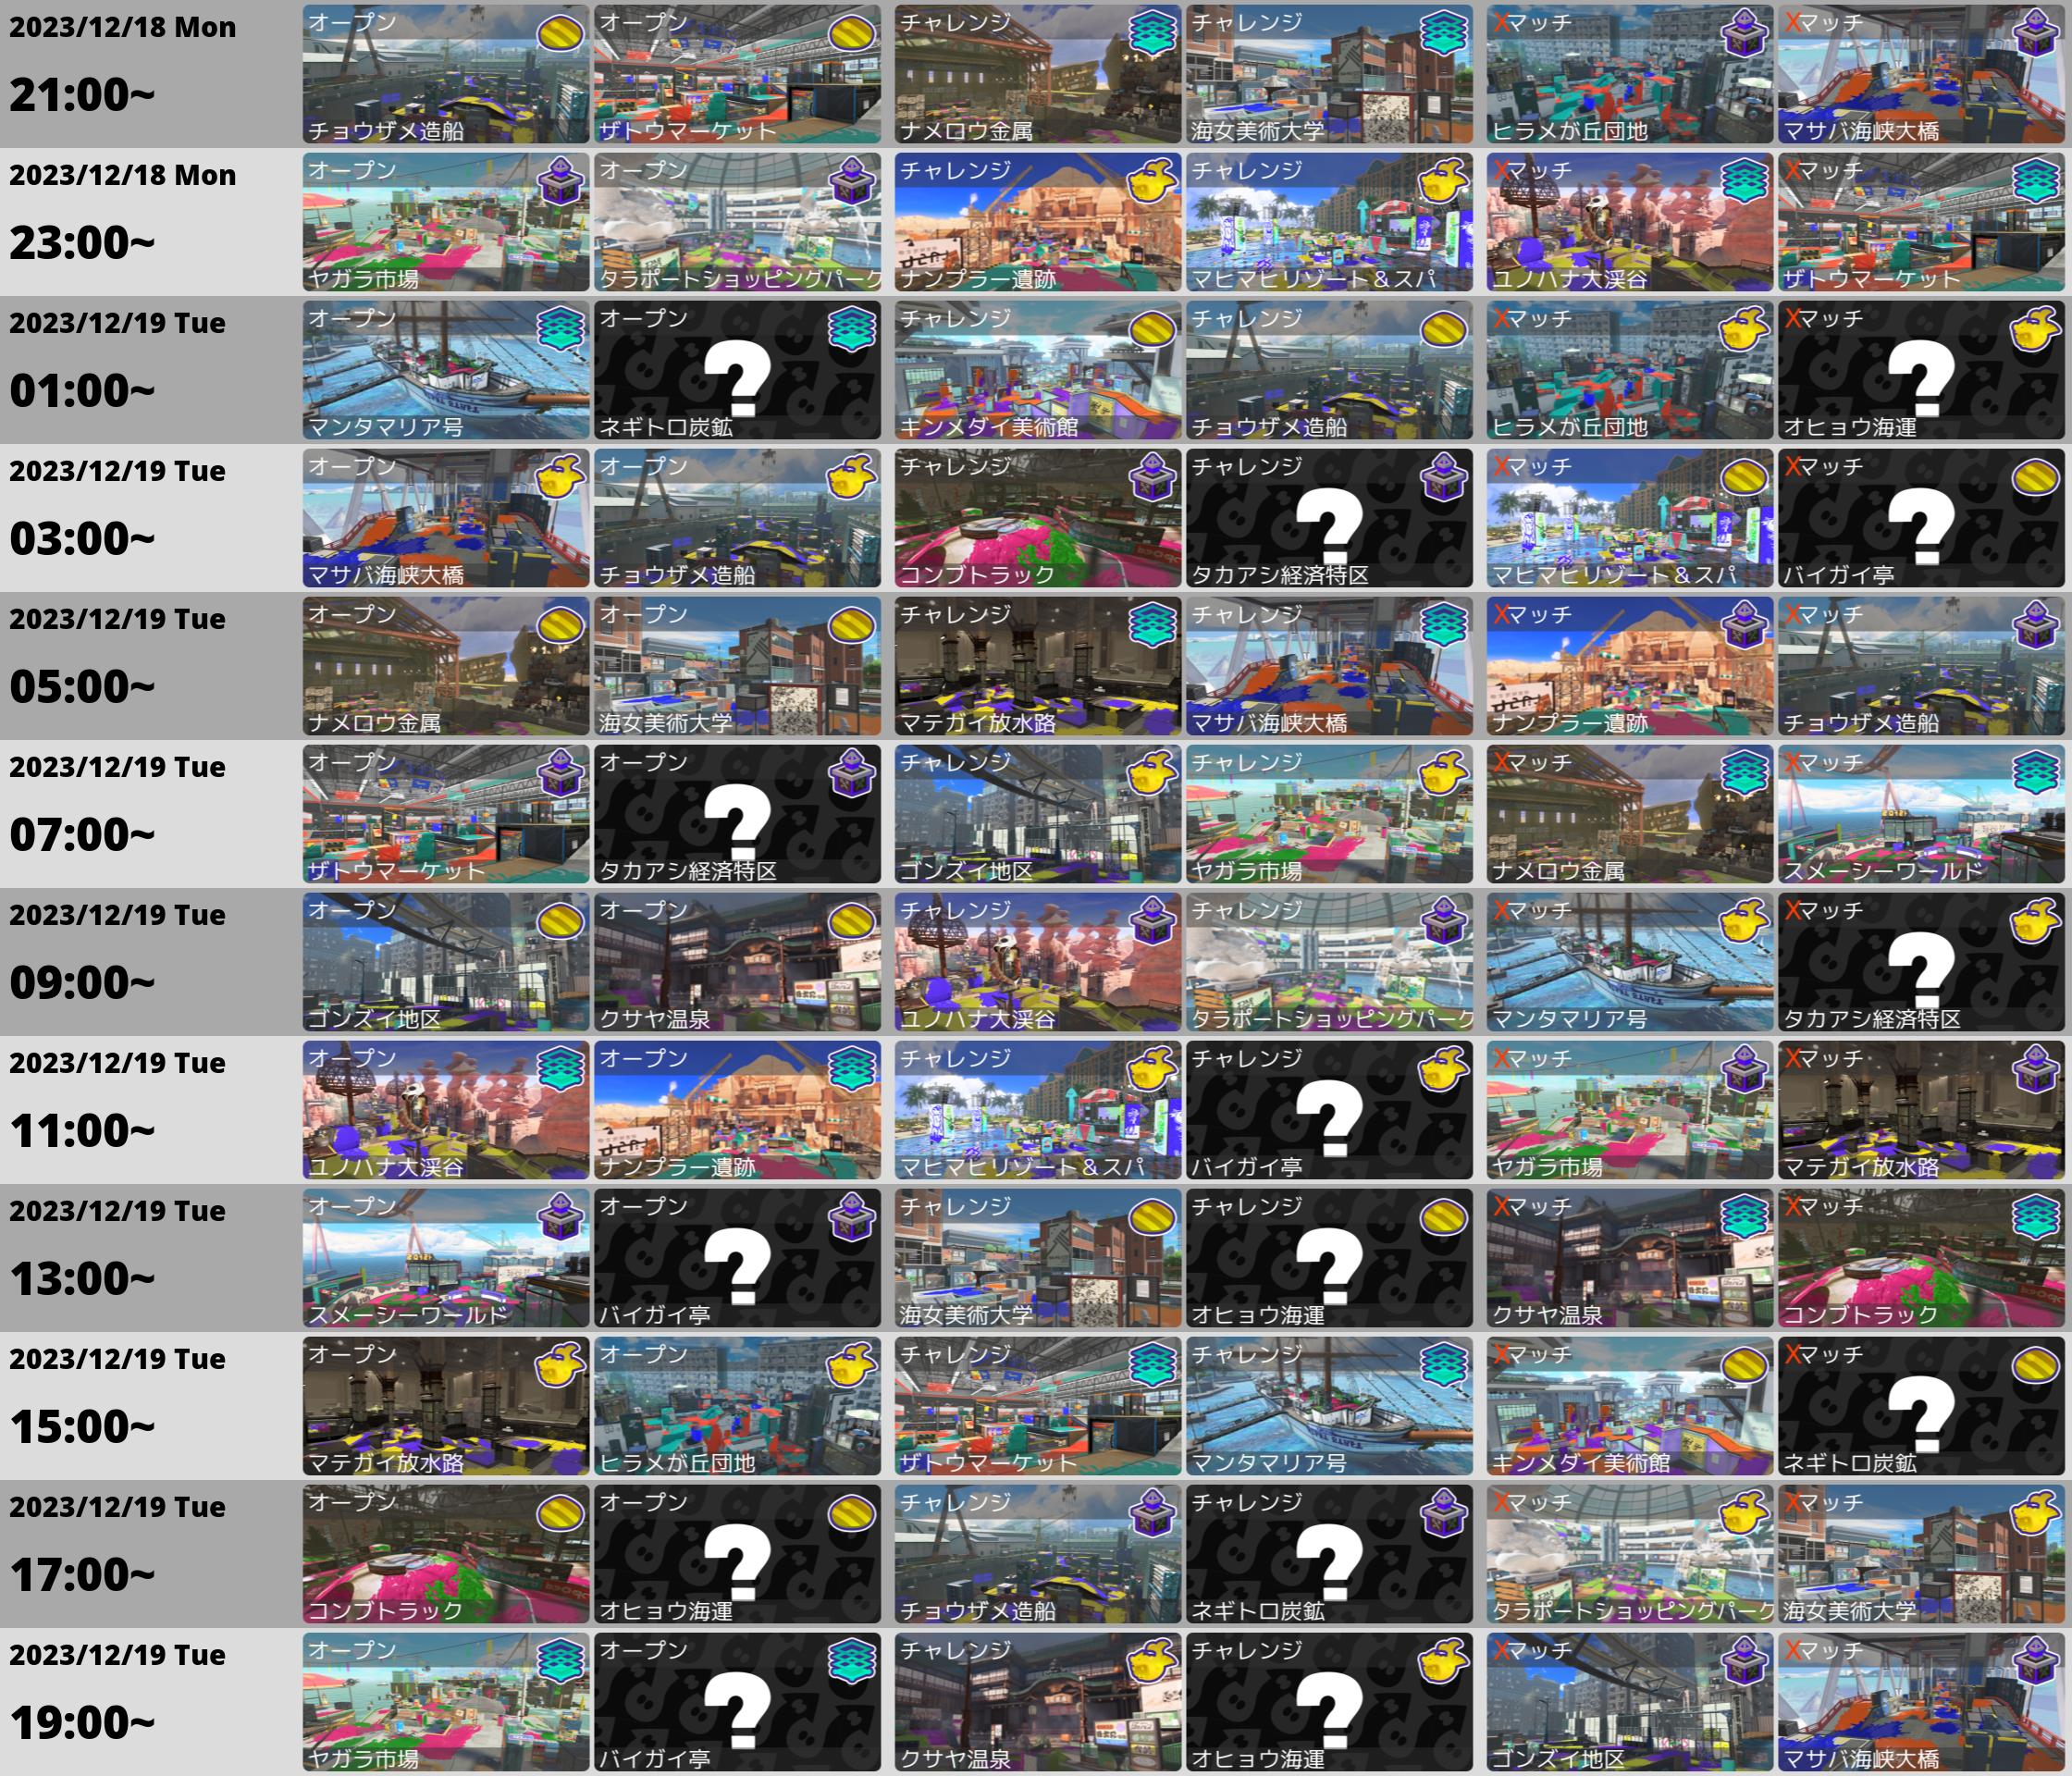 2023/12/18 Mon
21:00~
オープン
チョウザメ造船
オープン
ザトウマーケット
チャレンジ
ナメロウ金属
チャレンジ
海女美術大学
Xマッチ
ヒラメが丘団地
Xマッチ
マサバ海峡大橋
2023/12/18 Mon
23:00~
オープン
ヤガラ市場
オープン
タラポートショッピングパーク
チャレンジ
ナンプラー遺跡
チャレンジ
マヒマヒリゾート＆スパ
Xマッチ
ユノハナ大渓谷
Xマッチ
ザトウマーケット
2023/12/19 Tue
01:00~
オープン
マンタマリア号
オープン
?
ネギトロ炭鉱
チャレンジ
キンメダイ美術館
チャレンジ
チョウザメ造船
Xマッチ
ヒラメが丘団地
Xマッチ
?
オヒョウ海運
2023/12/19 Tue
03:00~
オープン
マサバ海峡大橋
オープン
チョウザメ造船
チャレンジ
コンブトラック
チャレンジ
?
タカアシ経済特区
Xマッチ
マヒマヒリゾート＆スパ
Xマッチ
?
バイガイ亭
2023/12/19 Tue
05:00~
オープン
ナメロウ金属
オープン
海女美術大学
チャレンジ
マテガイ放水路
チャレンジ
マサバ海峡大橋
Xマッチ
ナンプラー遺跡
Xマッチ
チョウザメ造船
2023/12/19 Tue
07:00~
オープン
ザトウマーケット
オープン
?
タカアシ経済特区
チャレンジ
ゴンズイ地区
チャレンジ
ヤガラ市場
Xマッチ
ナメロウ金属
Xマッチ
スメーシーワールド
2023/12/19 Tue
09:00~
オープン
ゴンズイ地区
オープン
クサヤ温泉
チャレンジ
ユノハナ大渓谷
チャレンジ
タラポートショッピングパーク
Xマッチ
マンタマリア号
Xマッチ
?
タカアシ経済特区
2023/12/19 Tue
11:00~
オープン
ユノハナ大渓谷
オープン
ナンプラー遺跡
チャレンジ
マヒマヒリゾート＆スパ
チャレンジ
?
バイガイ亭
Xマッチ
ヤガラ市場
Xマッチ
マテガイ放水路
2023/12/19 Tue
13:00~
オープン
スメーシーワールド
オープン
?
バイガイ亭
チャレンジ
海女美術大学
チャレンジ
?
オヒョウ海運
Xマッチ
クサヤ温泉
Xマッチ
コンブトラック
2023/12/19 Tue
15:00~
オープン
マテガイ放水路
オープン
ヒラメが丘団地
チャレンジ
ザトウマーケット
チャレンジ
マンタマリア号
Xマッチ
キンメダイ美術館
Xマッチ
?
ネギトロ炭鉱
2023/12/19 Tue
17:00~
オープン
コンブトラック
オープン
?
オヒョウ海運
チャレンジ
チョウザメ造船
チャレンジ
?
ネギトロ炭鉱
Xマッチ
タラポートショッピングパーク
Xマッチ
海女美術大学
2023/12/19 Tue
19:00~
オープン
ヤガラ市場
オープン
?
バイガイ亭
チャレンジ
クサヤ温泉
チャレンジ
?
オヒョウ海運
Xマッチ
ゴンズイ地区
Xマッチ
マサバ海峡大橋